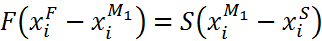 $F(x_i^F - x_i^{M_1}) = S(x_i^{M_1} - x_i^S)$